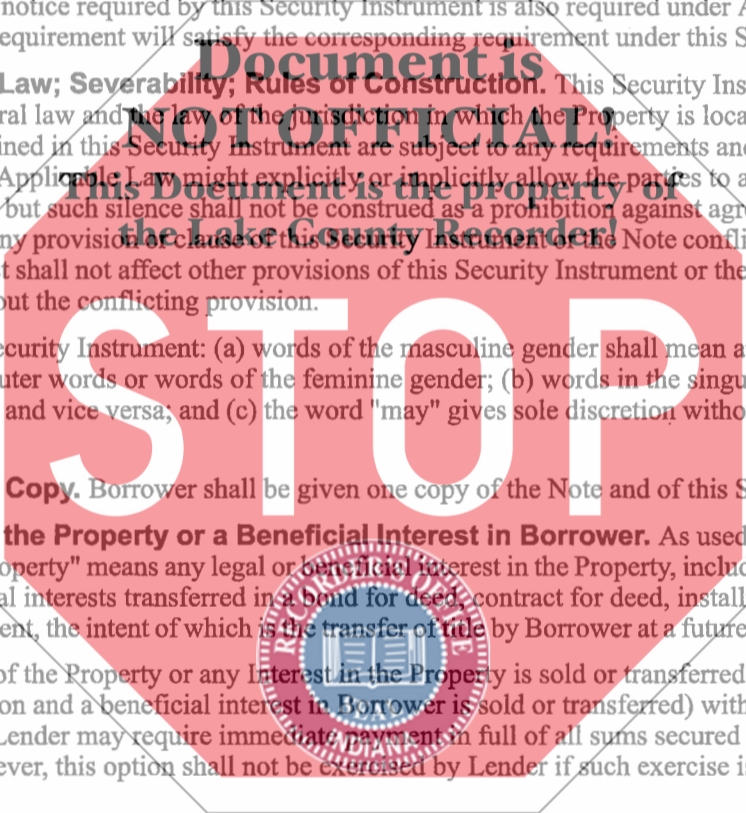 notice required by this Security Instrument is also required under A
equirement will satisfy the corresponding requirement under this S
Document is
Law; Severability; Rules of Construction. This Security Ins
ral law and the law of the jurisdiction in which the Property is loca
NOT OFFICIAL!
ined in this Security Instrument are subject to any requirements and
Applicable Law might explicitly or implicitly allow the parties to a
This Document is the property of
but such silence shall not be construed as a prohibition against agr
the Lake County Recorder!
ny provision or clause of this Security Instrument or the Note confli
t shall not affect other provisions of this Security Instrument or the
out the conflicting provision.
STOP
ecurity Instrument: (a) words of the masculine gender shall mean a
uter words or words of the feminine gender; (b) words in the singu
and vice versa; and (c) the word "may" gives sole discretion witho
Copy. Borrower shall be given one copy of the Note and of this S
the Property or a Beneficial Interest in Borrower. As used
operty" means any legal or beneficial interest in the Property, includ
al interests transferred in a bond for deed, contract for deed, install
ent, the intent of which is the transfer of title by Borrower at a future
of the Property or any Interest in the Property is sold or transferred
on and a beneficial interest in Borrower is sold or transferred) with
Lender may require immediate payment in full of all sums secured
ever, this option shall not be exercised by Lender if such exercise i
RECORDER'S OFFICE
SEAL
INDIANA